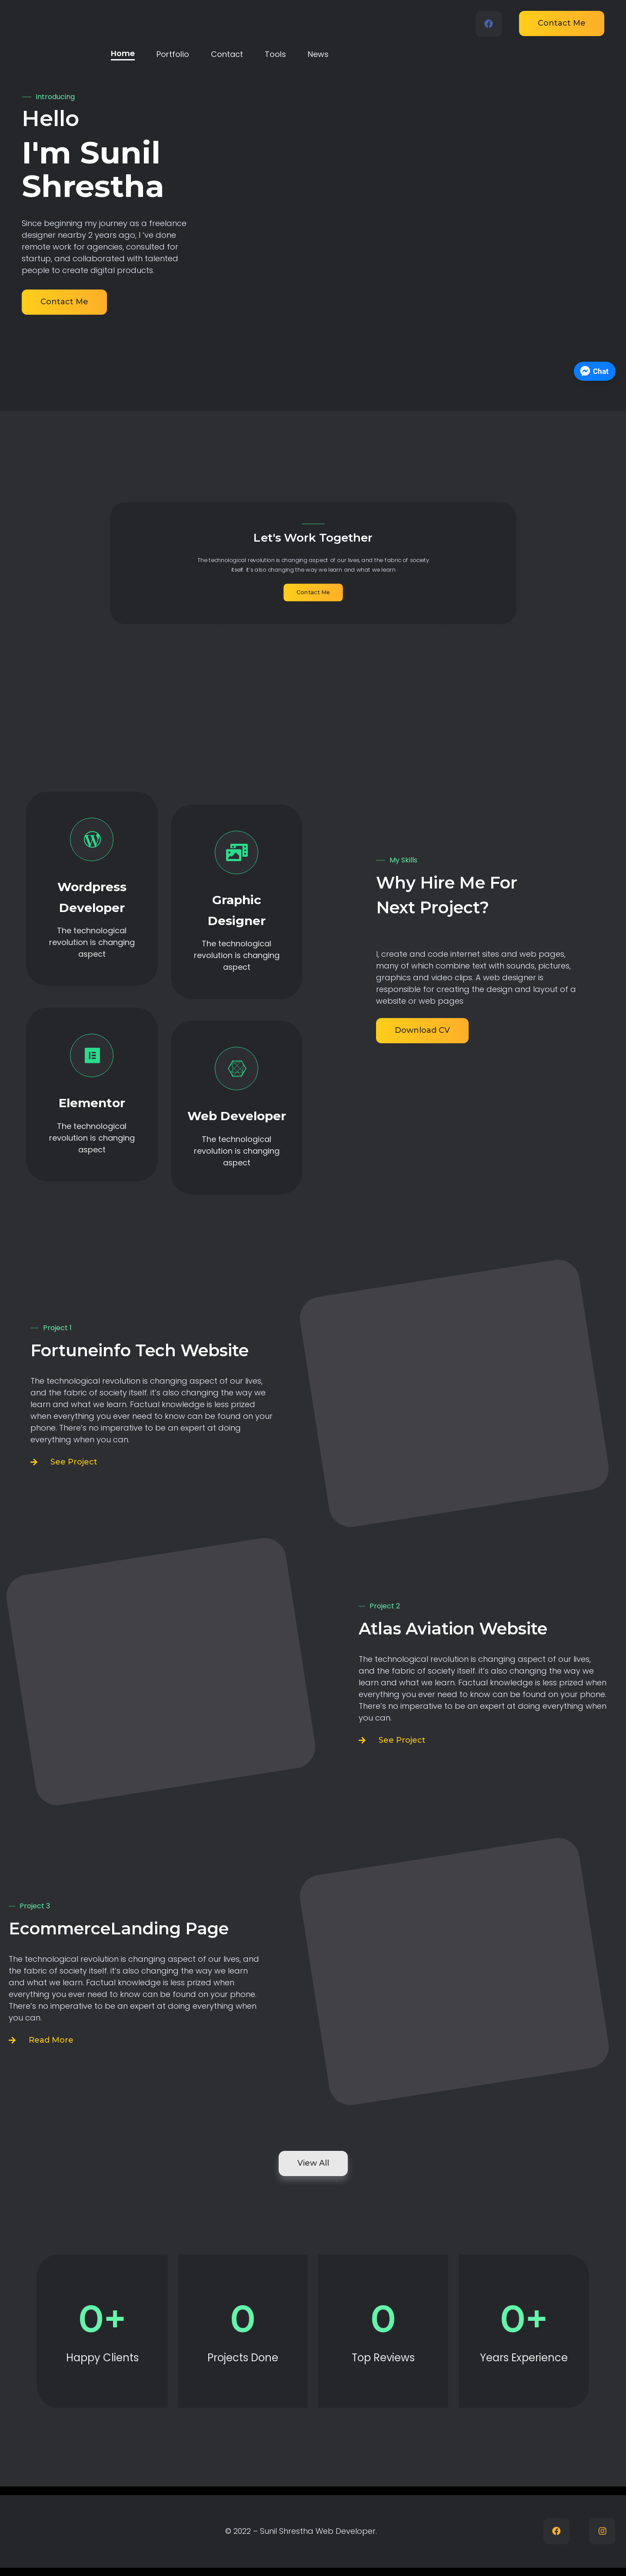 Contact Me
Home
Portfolio
Contact
Tools
News
Introducing
Hello
I'm Sunil
Shrestha
Since beginning my journey as a freelance
designer nearby 2 years ago, I 've done
remote work for agencies, consulted for
startup, and collaborated with talented
people to create digital products.
Contact Me
Chat
Let's Work Together
The technological revolution is changing aspect of our lives, and the fabric of society
itself. it's also changing the way we learn and what we learn
Contact Me
Wordpress
Developer
The technological
revolution is changing
aspect
Graphic
Designer
The technological
revolution is changing
aspect
Elementor
The technological
revolution is changing
aspect
Web Developer
The technological
revolution is changing
aspect
My Skills
Why Hire Me For
Next Project?
I, create and code internet sites and web pages,
many of which combine text with sounds, pictures,
graphics and video clips. A web designer is
responsible for creating the design and layout of a
website or web pages
Download CV
Project 1
Fortuneinfo Tech Website
The technological revolution is changing aspect of our lives,
and the fabric of society itself. it's also changing the way we
learn and what we learn. Factual knowledge is less prized
when everything you ever need to know can be found on your
phone. There's no imperative to be an expert at doing
everything when you can.
See Project
Project 2
Atlas Aviation Website
The technological revolution is changing aspect of our lives,
and the fabric of society itself. it's also changing the way we
learn and what we learn. Factual knowledge is less prized when
everything you ever need to know can be found on your phone.
There's no imperative to be an expert at doing everything when
you can.
See Project
Project 3
EcommerceLanding Page
The technological revolution is changing aspect of our lives, and
the fabric of society itself. it's also changing the way we learn
and what we learn. Factual knowledge is less prized when
everything you ever need to know can be found on your phone.
There's no imperative to be an expert at doing everything when
you can.
Read More
View All
0+
Happy Clients
0
Projects Done
0
Top Reviews
0+
Years Experience
© 2022 – Sunil Shrestha Web Developer.